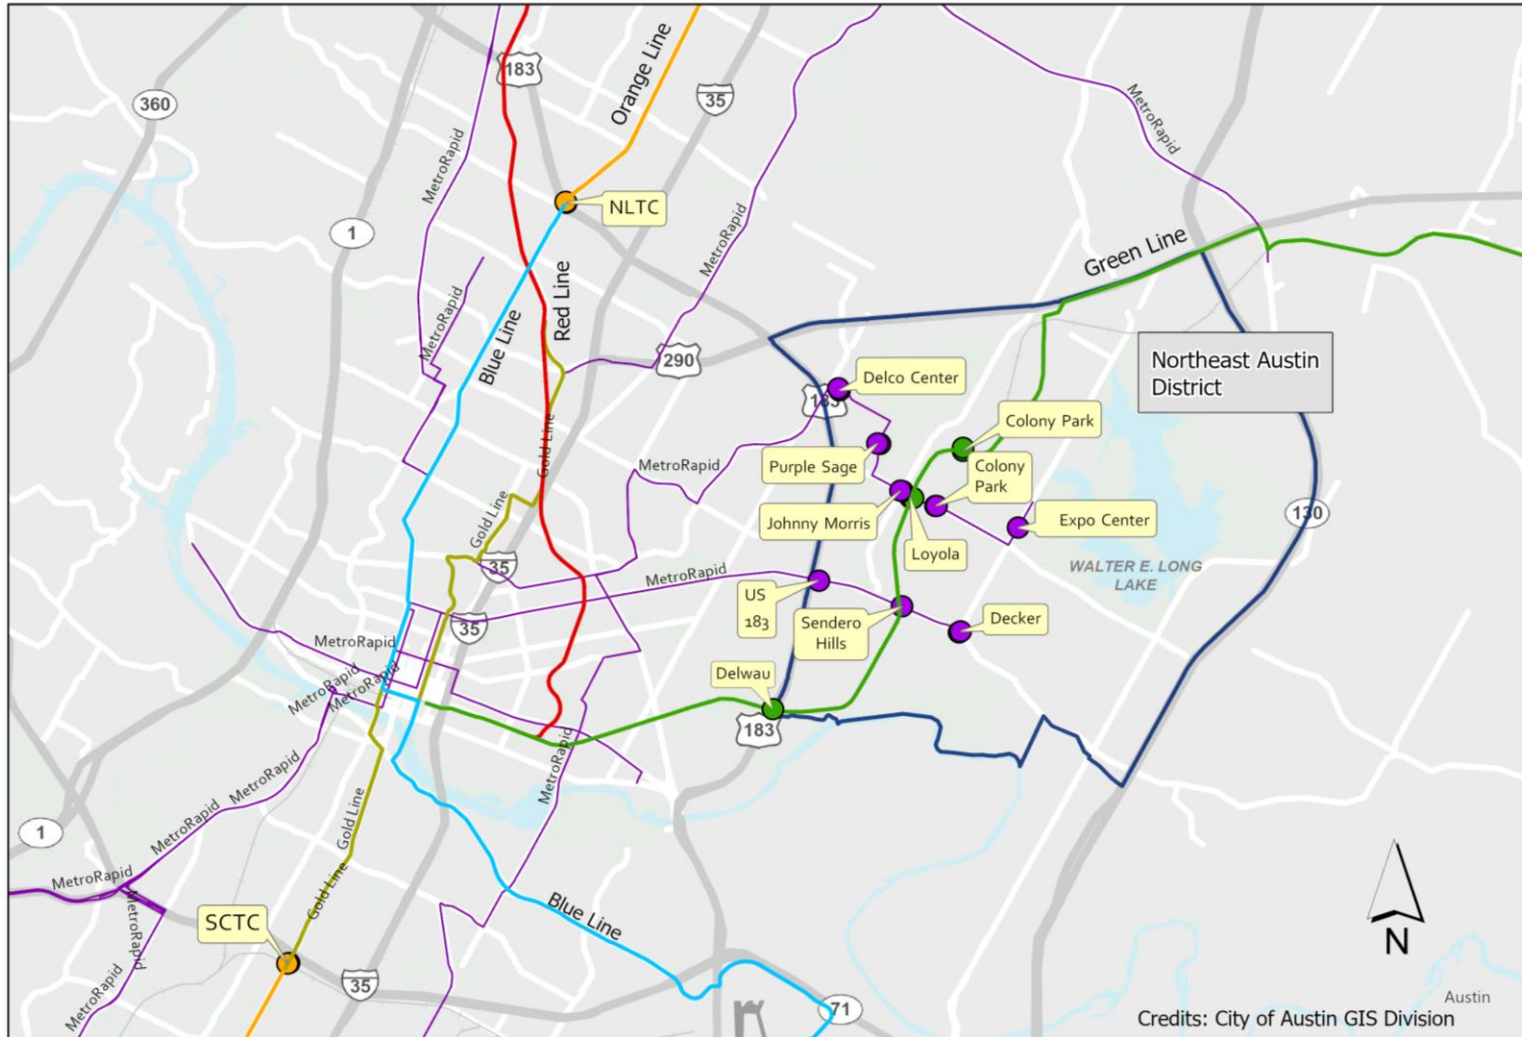 183
Orange Line
35
360
MetroRapid
MetroRapid
NLTC
MetroRapid
1
Green Line
Red Line
MetroRapid
Blue Line
290
Northeast Austin
District
Delco Center
183
Colony Park
Gold Line
MetroRapid
Purple Sage
Colony
Park
Gold Line
Johnny Morris
Expo Center
130
Loyola
35
MetroRapid
WALTER E. LONG
LAKE
US
183
Sendero
Hills
Decker
35
MetroRapid
Delwau
MetroRapid
MetroRapid
183
MetroRapid
MetroRapid
Gold Line
MetroRapid
1
MetroRapid
Gold Line
Blue Line
SCTC
MetroRapid
N
35
MetroRapid
71
Austin
Credits: City of Austin GIS Division